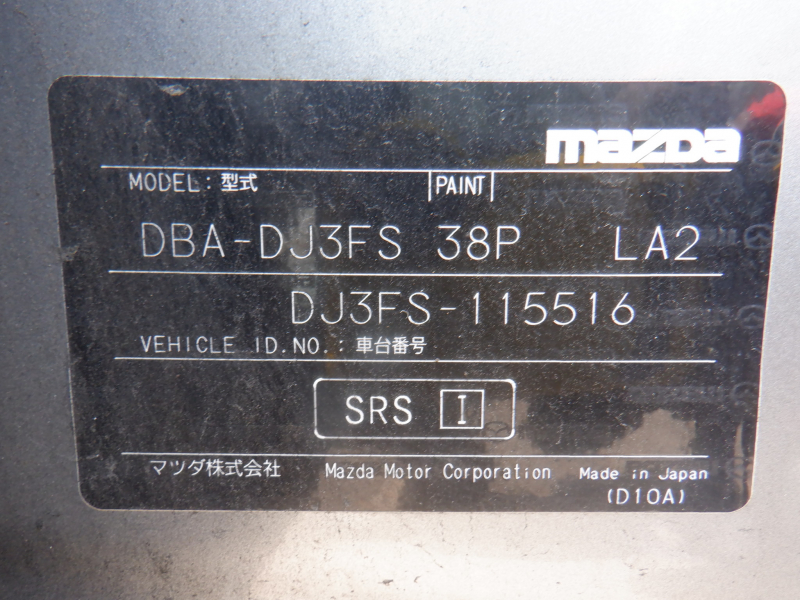 mazda
MODEL: 型式 PAINT
DBA-DJ3FS 38P LA2
DJ3FS-115516
VEHICLE ID.NO.: 車台番号
SRS I
マツダ株式会社 Mazda Motor Corporation Made in Japan
(D10A)